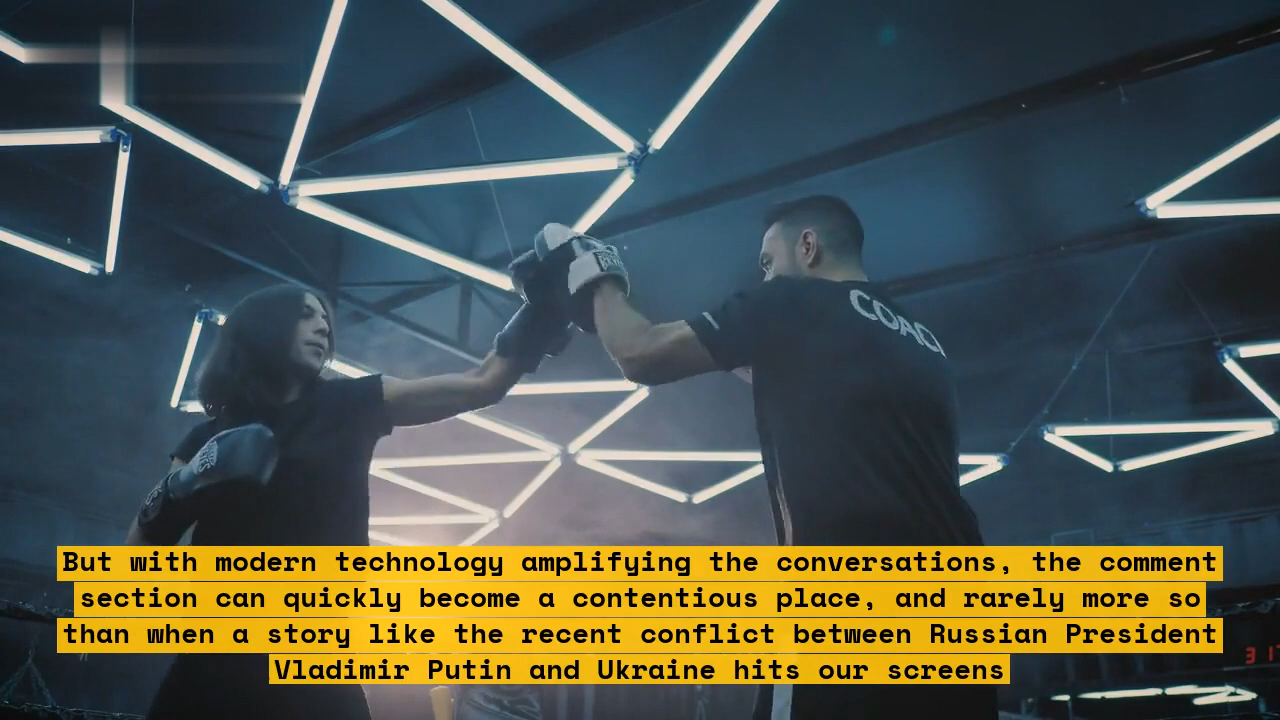 COACH
But with modern technology amplifying the conversations, the comment
section can quickly become a contentious place, and rarely more so
than when a story like the recent conflict between Russian President
Vladimir Putin and Ukraine hits our screens